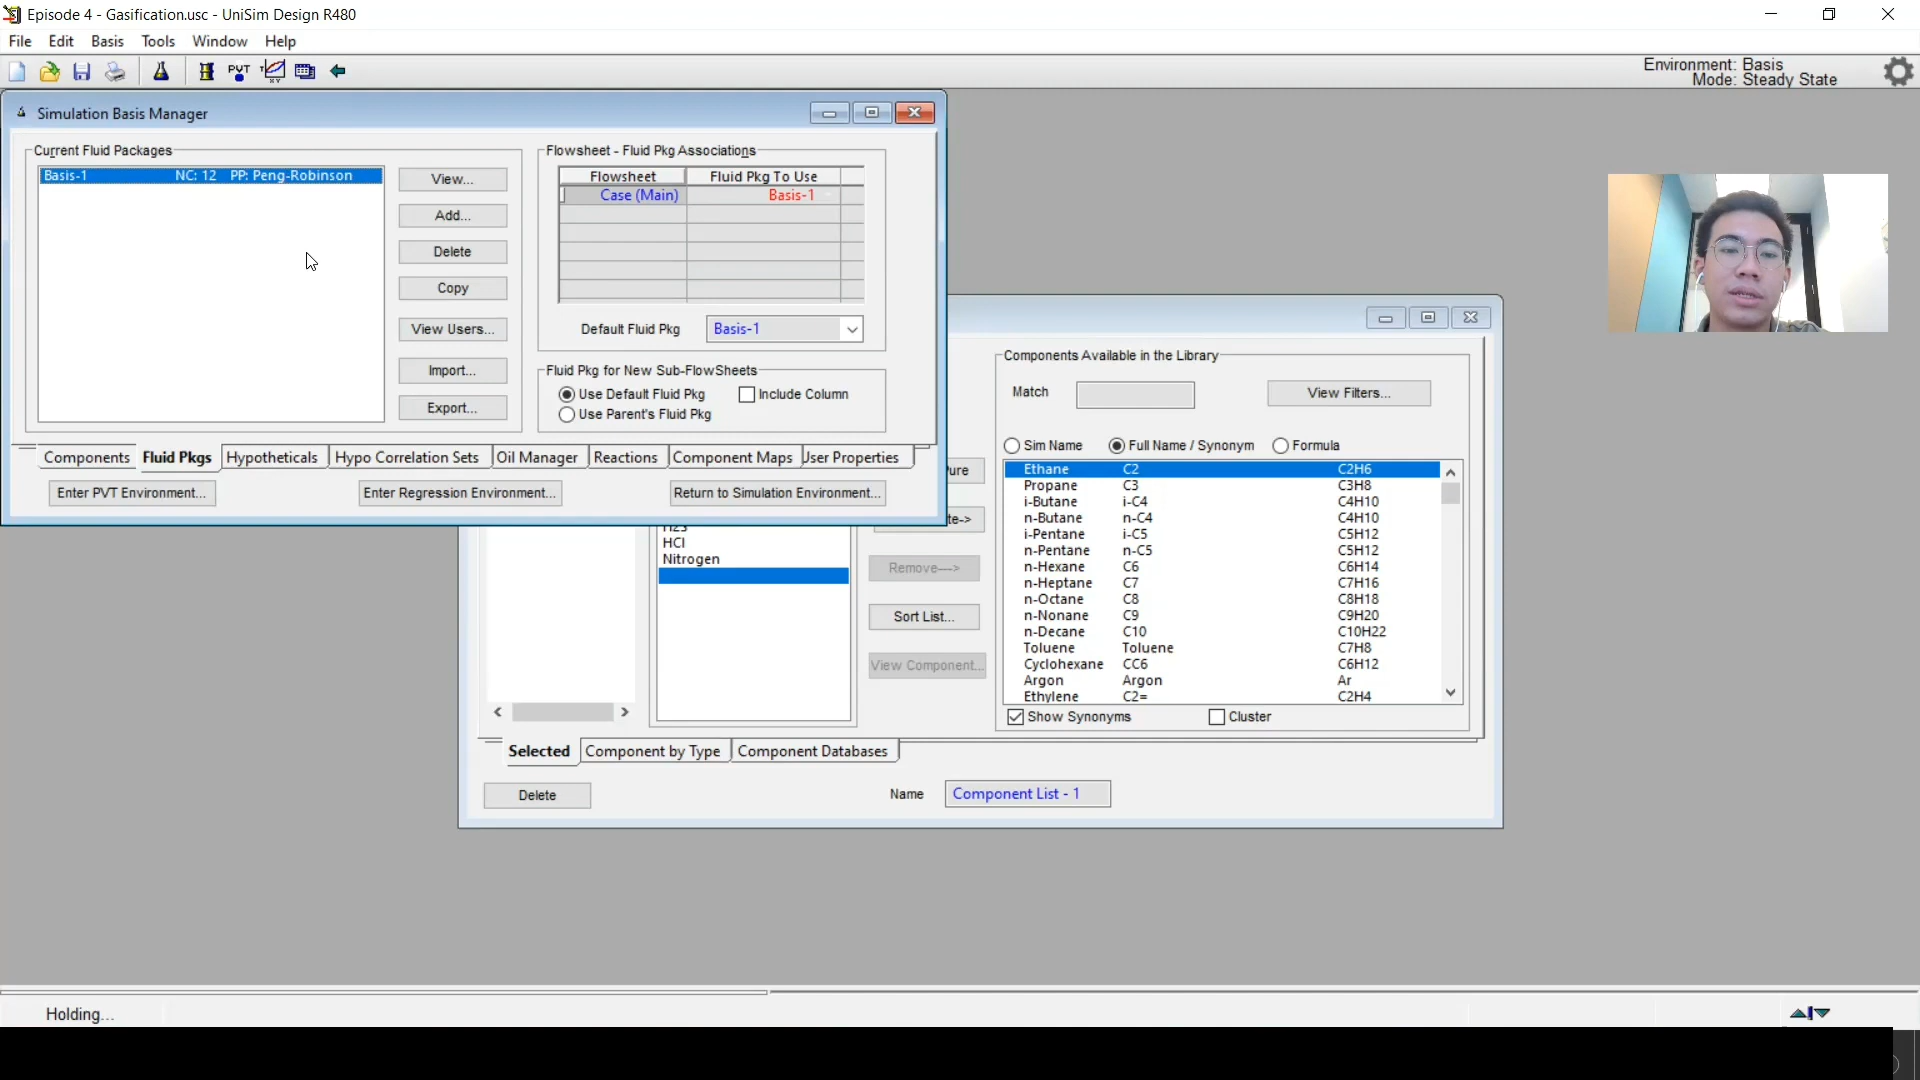 Episode 4 - Gasification.usc - UniSim Design R480
File Edit Basis Tools Window Help
PVT
Environment: Basis
Mode: Steady State
Simulation Basis Manager
Current Fluid Packages
Basis-1 NC: 12 PP: Peng-Robinson
View...
Add...
Delete
Copy
View Users...
Import...
Export...
Flowsheet - Fluid Pkg Associations
Flowsheet Fluid Pkg To Use
Case (Main) Basis-1
Default Fluid Pkg Basis-1
Fluid Pkg for New Sub-FlowSheets
Use Default Fluid Pkg Include Column
Use Parent's Fluid Pkg
Components Fluid Pkgs Hypotheticals Hypo Correlation Sets Oil Manager Reactions Component Maps User Properties
Enter PVT Environment... Enter Regression Environment... Return to Simulation Environment...
HCl
Nitrogen
Remove--->
Sort List...
View Component...
Components Available in the Library
Match View Filters...
Sim Name Full Name / Synonym Formula
Ethane C2 C2H6
Propane C3 C3H8
i-Butane i-C4 C4H10
n-Butane n-C4 C4H10
i-Pentane i-C5 C5H12
n-Pentane n-C5 C5H12
n-Hexane C6 C6H14
n-Heptane C7 C7H16
n-Octane C8 C8H18
n-Nonane C9 C9H20
n-Decane C10 C10H22
Toluene Toluene C7H8
Cyclohexane CC6 C6H12
Argon Argon Ar
Ethylene C2= C2H4
Show Synonyms Cluster
Selected Component by Type Component Databases
Delete Name Component List - 1
Holding...